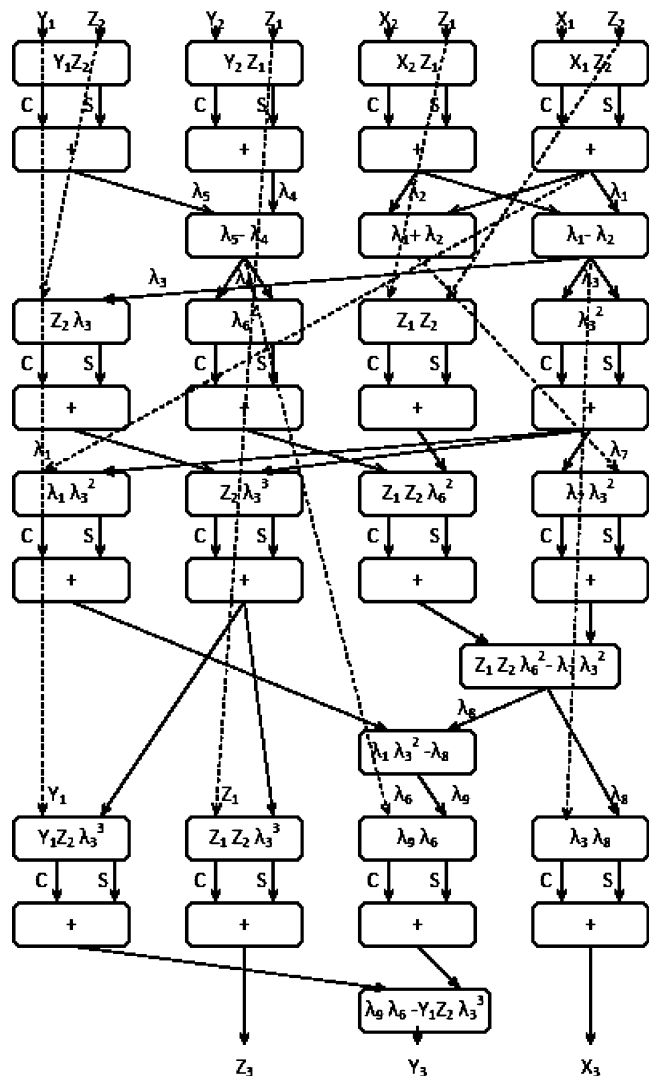 Y₁ Z₂ Y₂ Z₁ X₂ Z₁ X₁ Z₂
Y₁Z₂ Y₂ Z₁ X₂ Z₁ X₁ Z₂
C S C S C S C S
+ + + +
λ₅ λ₄ λ₂ λ₁
λ₅- λ₄ λ₁+ λ₂ λ₁- λ₂
λ₃ λ₃
Z₂ λ₃ λ₆² Z₁ Z₂ λ₃²
C S C S C S C S
+ + + +
λ₁ λ₇
λ₁ λ₃² Z₂ λ₃³ Z₁ Z₂ λ₆² λ₇ λ₃²
C S C S C S C S
+ + + +
Z₁ Z₂ λ₆² - λ₇ λ₃²
λ₈
λ₁ λ₃² -λ₈
Y₁ Z₁ λ₆ λ₉ λ₈
Y₁Z₂ λ₃³ Z₁ Z₂ λ₃³ λ₉ λ₆ λ₃ λ₈
C S C S C S C S
+ + + +
λ₉ λ₆ -Y₁Z₂ λ₃³
Z₃ Y₃ X₃